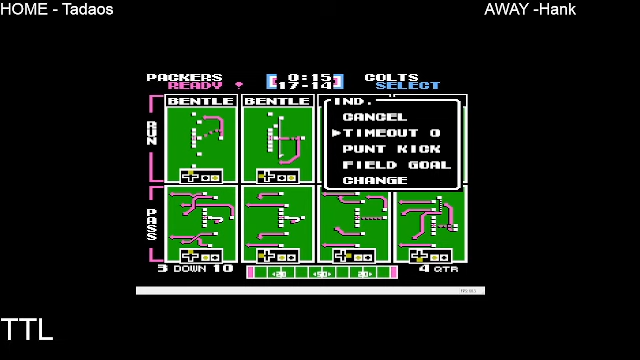 HOME - Tadaos
AWAY -Hank
PACKERS 0:15 COLTS
READY 17-14 SELECT
BENTLE BENTLE IND.
CANCEL
TIMEOUT 0
PUNT KICK
FIELD GOAL
CHANGE
RUN
PASS
3 DOWN 10
20 50 20
4 QTR
TTL